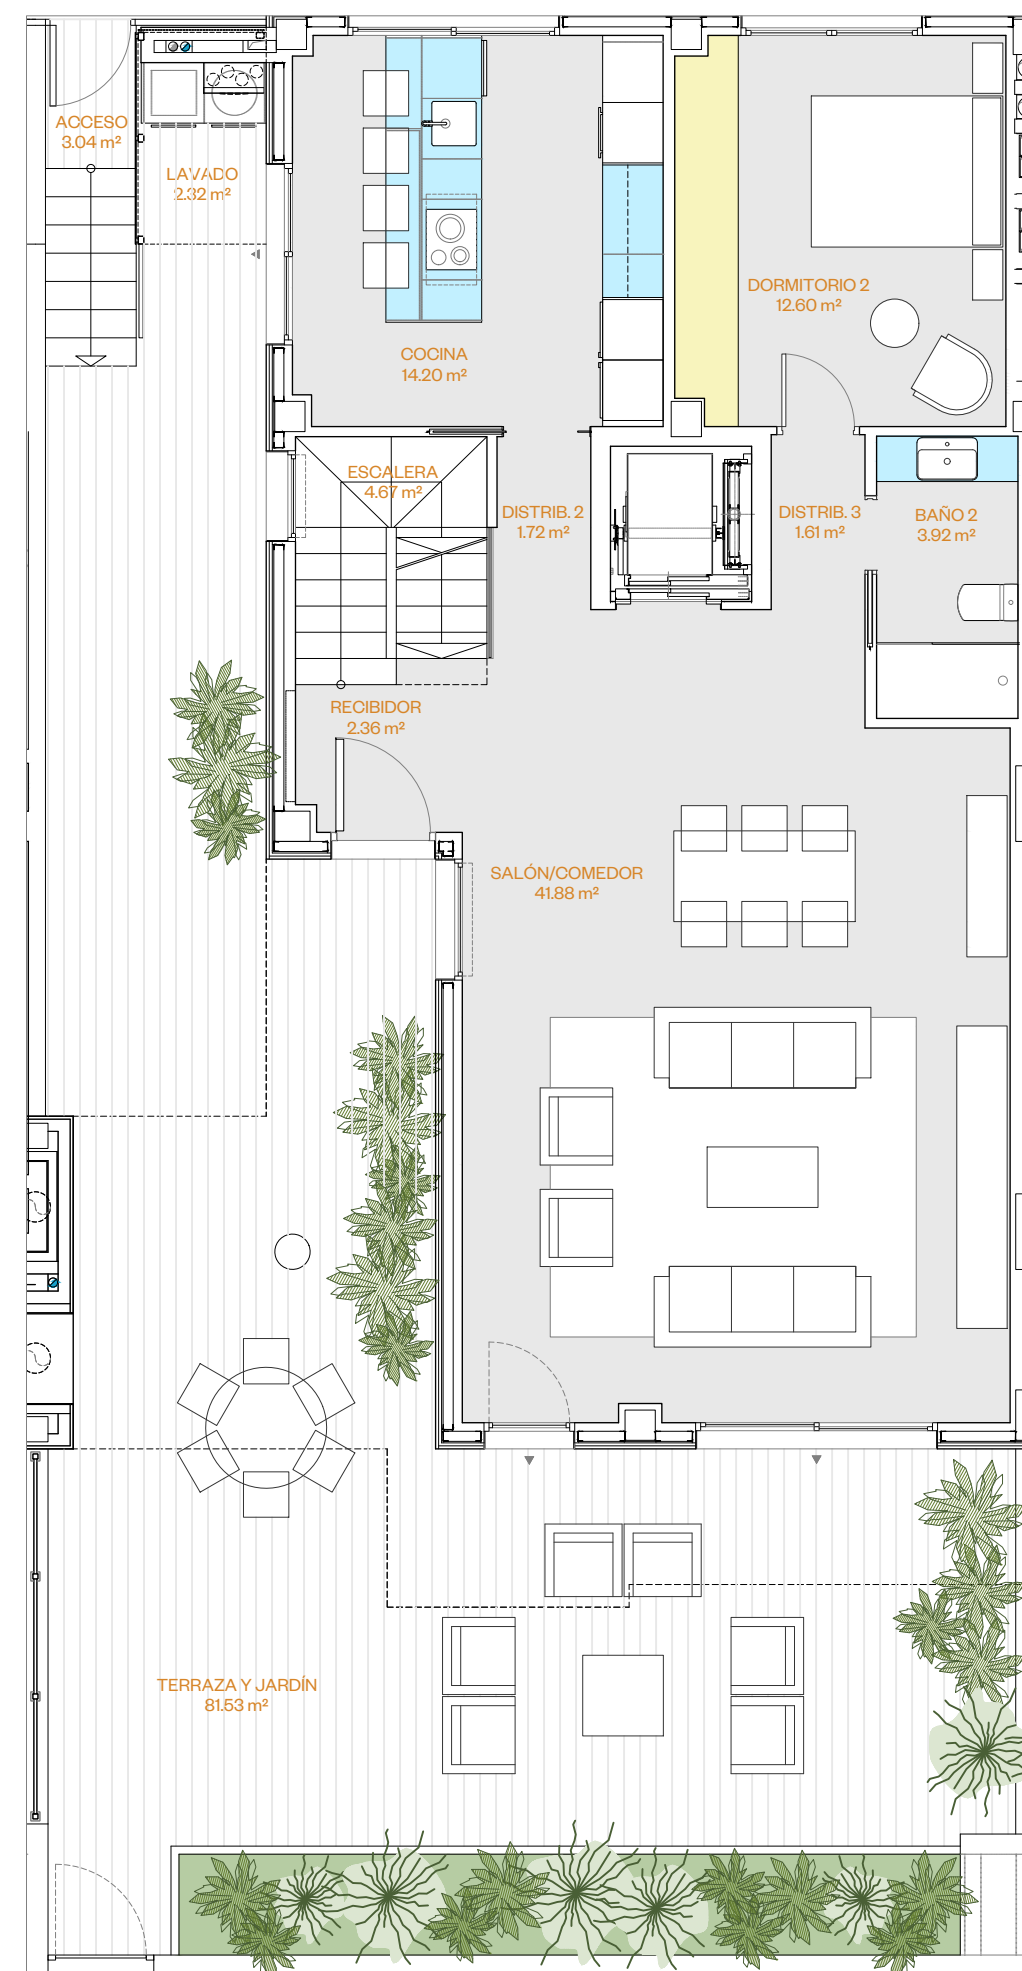 ACCESO
3.04 m²
LAVADO
2.32 m²
DORMITORIO 2
12.60 m²
COCINA
14.20 m²
ESCALERA
4.67 m²
DISTRIB. 2
1.72 m²
DISTRIB. 3
1.61 m²
BAÑO 2
3.92 m²
RECIBIDOR
2.36 m²
SALÓN/COMEDOR
41.88 m²
TERRAZA Y JARDÍN
81.53 m²